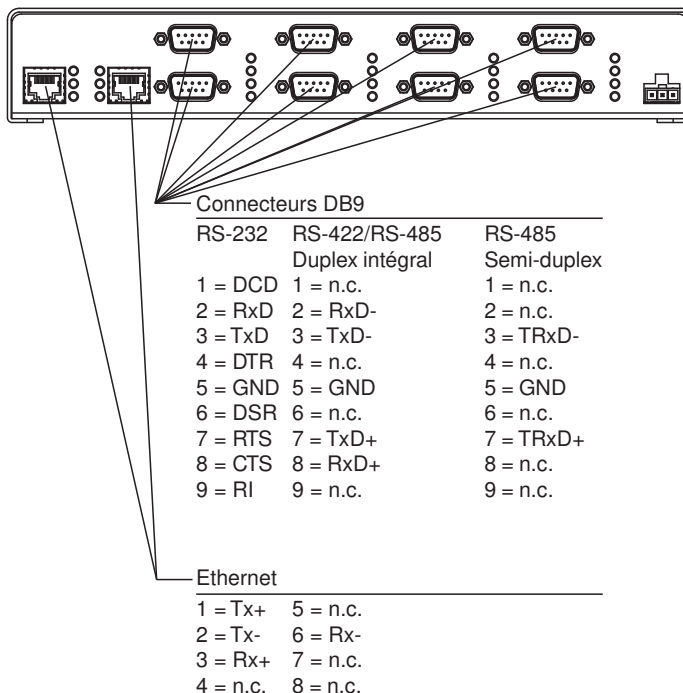 Connecteurs DB9
RS-232 RS-422/RS-485 RS-485
Duplex intégral Semi-duplex
1 = DCD 1 = n.c. 1 = n.c.
2 = RxD 2 = RxD- 2 = n.c.
3 = TxD 3 = TxD- 3 = TRxD-
4 = DTR 4 = n.c. 4 = n.c.
5 = GND 5 = GND 5 = GND
6 = DSR 6 = n.c. 6 = n.c.
7 = RTS 7 = TxD+ 7 = TRxD+
8 = CTS 8 = RxD+ 8 = n.c.
9 = RI 9 = n.c. 9 = n.c.
Ethernet
1 = Tx+ 5 = n.c.
2 = Tx- 6 = Rx-
3 = Rx+ 7 = n.c.
4 = n.c. 8 = n.c.